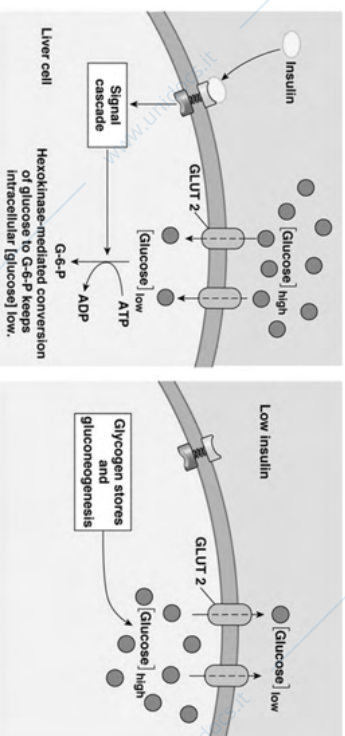 Insulin
[Glucose] high
GLUT 2
[Glucose] low
Signal
cascade
ATP
ADP
G-6-P
Liver cell
Hexokinase-mediated conversion
of glucose to G-6-P keeps
intracellular [glucose] low.
Low insulin
[Glucose] low
GLUT 2
[Glucose] high
Glycogen stores
and
gluconeogenesis